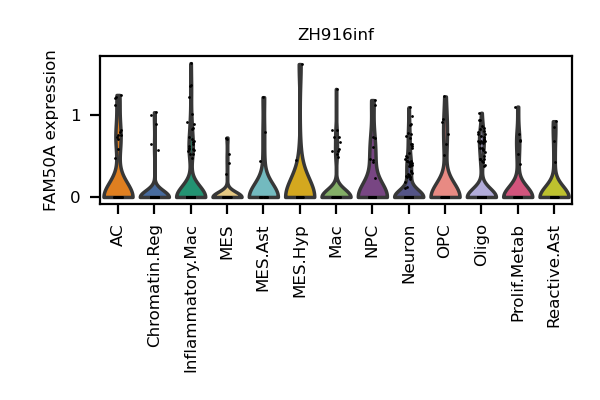 ZH916inf
FAM50A expression
1
0
AC
Chromatin.Reg
Inflammatory.Mac
MES
MES.Ast
MES.Hyp
Mac
NPC
Neuron
OPC
Oligo
Prolif.Metab
Reactive.Ast